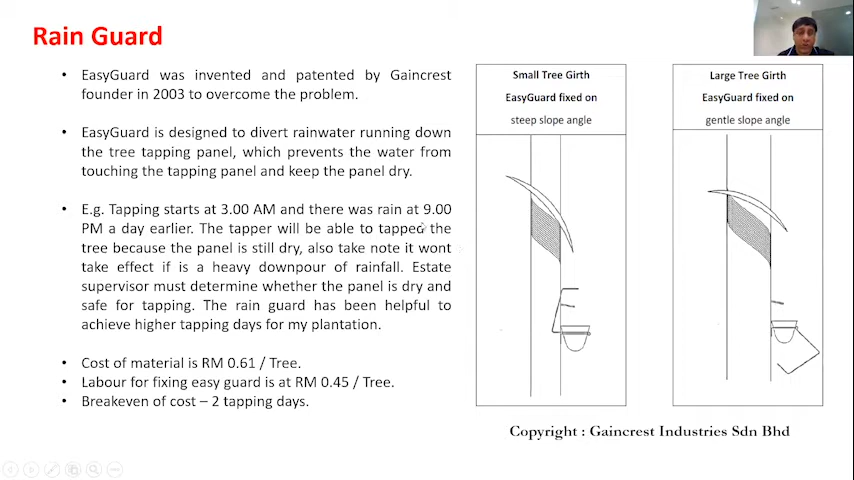 Rain Guard
• EasyGuard was invented and patented by Gaincrest
founder in 2003 to overcome the problem.
• EasyGuard is designed to divert rainwater running down
the tree tapping panel, which prevents the water from
touching the tapping panel and keep the panel dry.
• E.g. Tapping starts at 3.00 AM and there was rain at 9.00
PM a day earlier. The tapper will be able to tapped the
tree because the panel is still dry, also take note it wont
take effect if is a heavy downpour of rainfall. Estate
supervisor must determine whether the panel is dry and
safe for tapping. The rain guard has been helpful to
achieve higher tapping days for my plantation.
• Cost of material is RM 0.61 / Tree.
• Labour for fixing easy guard is at RM 0.45 / Tree.
• Breakeven of cost – 2 tapping days.
Small Tree Girth
EasyGuard fixed on
steep slope angle
Large Tree Girth
EasyGuard fixed on
gentle slope angle
Copyright : Gaincrest Industries Sdn Bhd